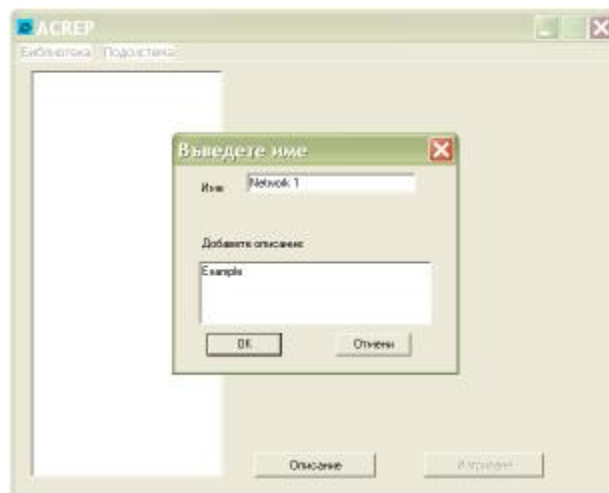 ACREP
Библиотека Подсистема
Въведете име
Име Network 1
Добавете описание
Example
OK Отмени
Описание Изтриване